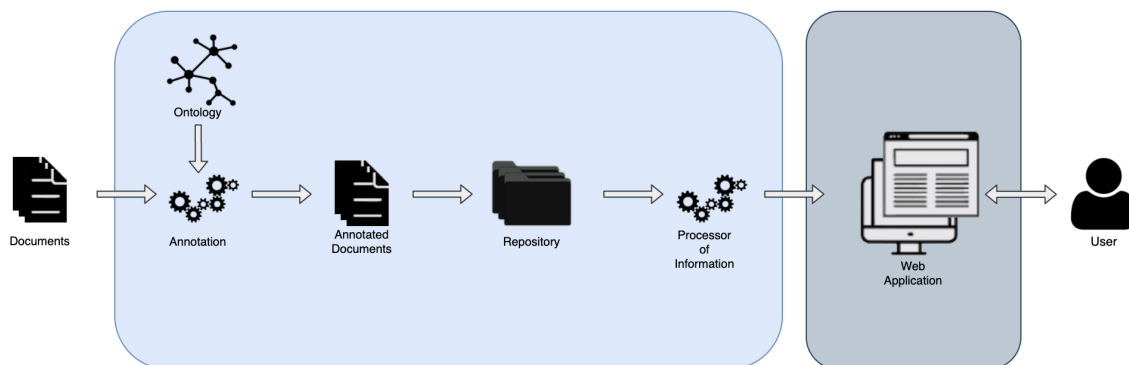 Ontology
Documents
Annotation
Annotated
Documents
Repository
Processor
of
Information
Web
Application
User